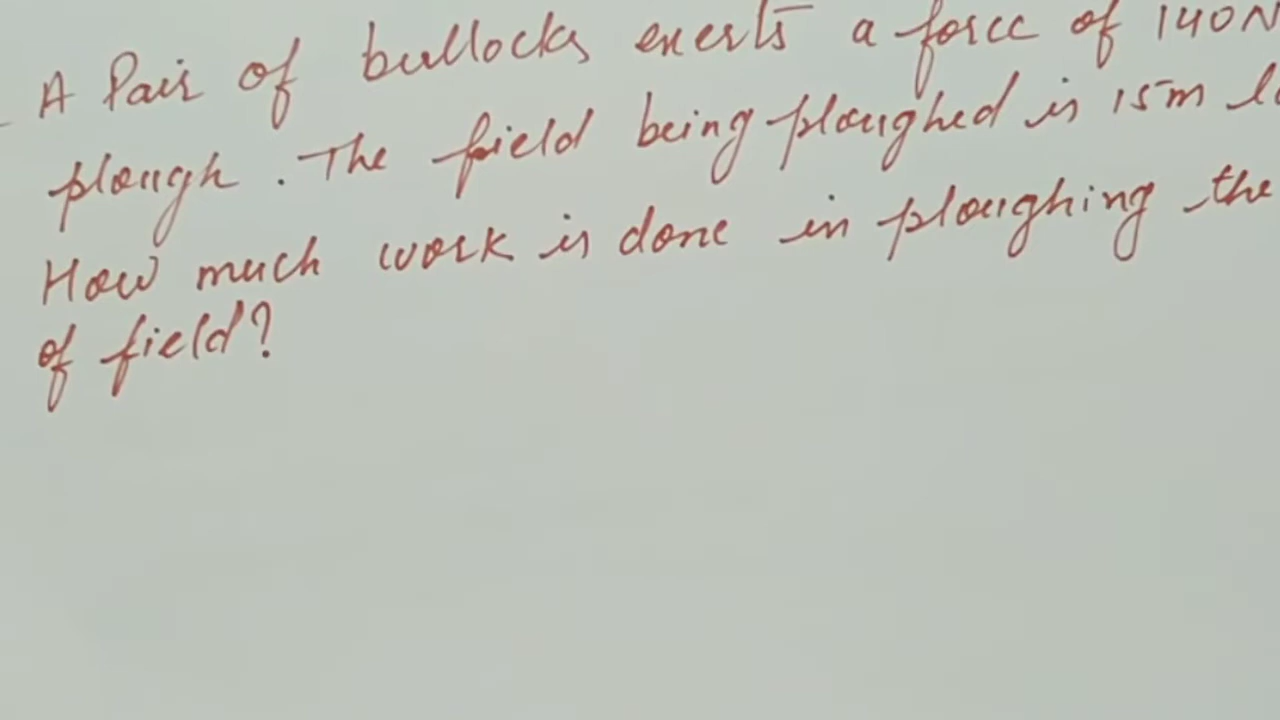 A Pair of bullocks exerts a force of 140N
plough. The field being ploughed is 15m
How much work is done in ploughing the
of field?